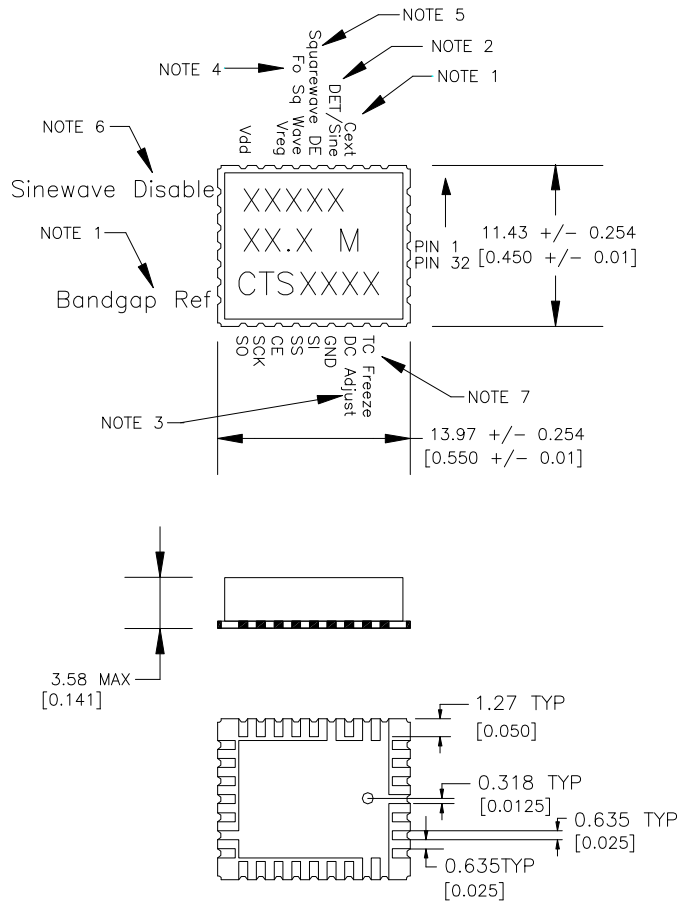 NOTE 5
NOTE 2
NOTE 4
NOTE 1
Squarewave DE
Fo Sq Wave
DET/Sine
Cext
Vreg
Vdd
NOTE 6
Sinewave Disable
XXXXX
XX.X M
CTSXXXX
NOTE 1
Bandgap Ref
PIN 1
PIN 32
11.43 +/- 0.254
[0.450 +/- 0.01]
SO
SCK
CE
SS
SI
GND
DC Adjust
TC Freeze
NOTE 7
NOTE 3
13.97 +/- 0.254
[0.550 +/- 0.01]
3.58 MAX
[0.141]
1.27 TYP
[0.050]
0.318 TYP
[0.0125]
0.635 TYP
[0.025]
0.635TYP
[0.025]